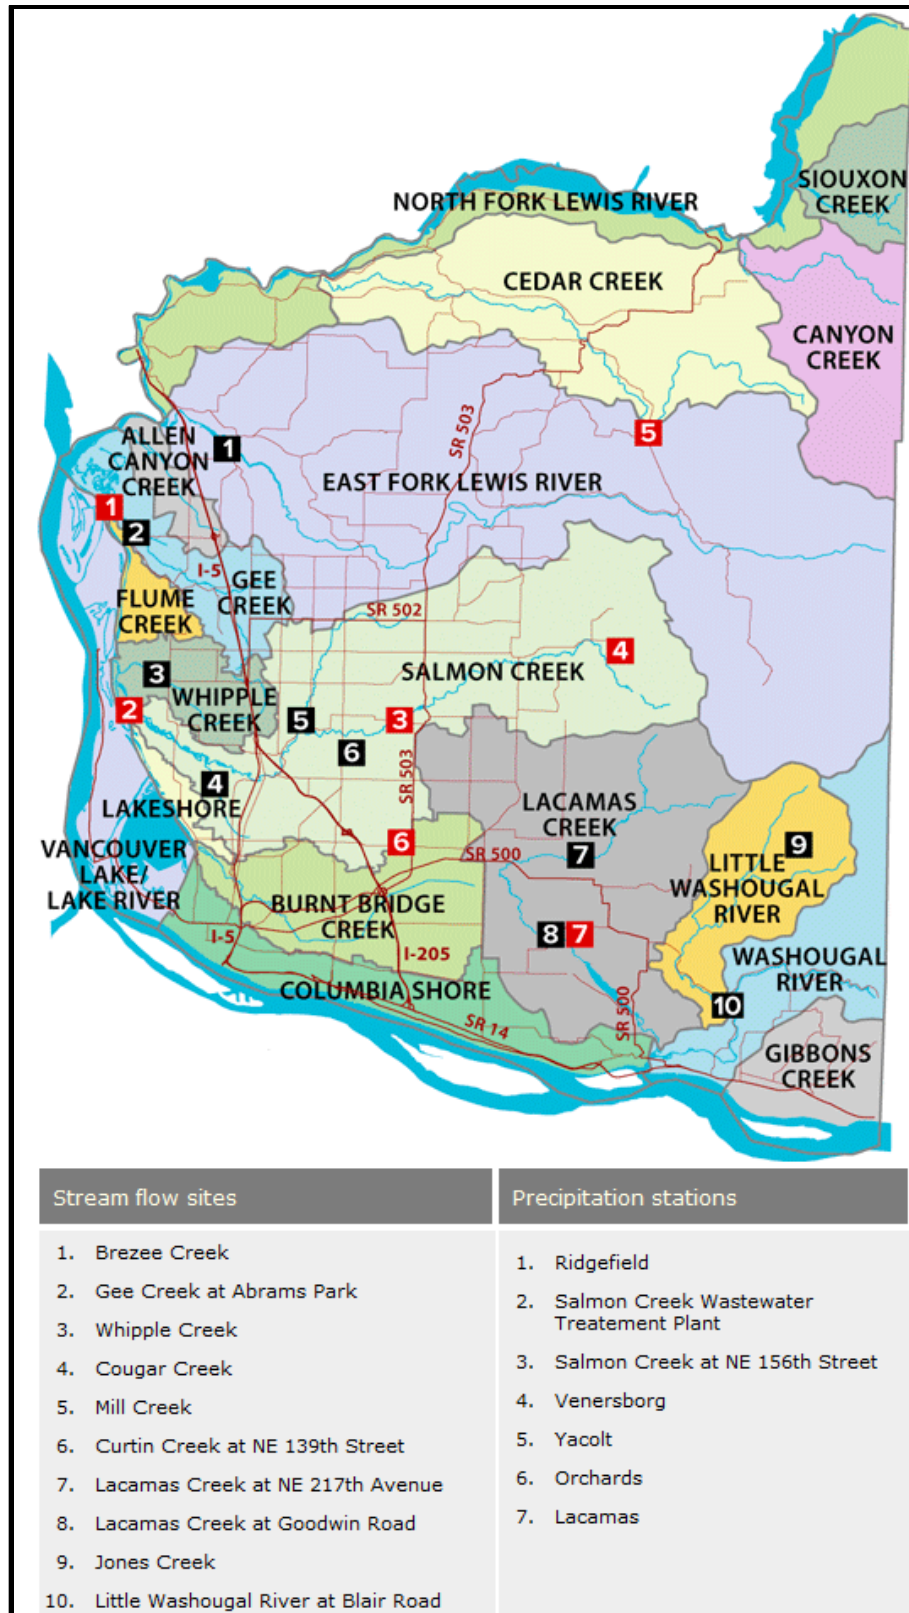 SIOUXON
CREEK
NORTH FORK LEWIS RIVER
CEDAR CREEK
CANYON
CREEK
SR 503
5
ALLEN
CANYON
CREEK
1
EAST FORK LEWIS RIVER
1
2
I-5
GEE
CREEK
FLUME
CREEK
SR 502
4
SALMON CREEK
3
WHIPPLE
CREEK
2
5
3
6
SR 503
4
LAKESHORE
LACAMAS
CREEK
VANCOUVER
LAKE/
LAKE RIVER
6
SR 500
7
9
LITTLE
WASHOUGAL
RIVER
BURNT BRIDGE
CREEK
I-5
I-205
8 7
WASHOUGAL
RIVER
COLUMBIA SHORE
SR 14
SR 500
10
GIBBONS
CREEK
Stream flow sites
1. Brezee Creek
2. Gee Creek at Abrams Park
3. Whipple Creek
4. Cougar Creek
5. Mill Creek
6. Curtin Creek at NE 139th Street
7. Lacamas Creek at NE 217th Avenue
8. Lacamas Creek at Goodwin Road
9. Jones Creek
10. Little Washougal River at Blair Road
Precipitation stations
1. Ridgefield
2. Salmon Creek Wastewater
Treatement Plant
3. Salmon Creek at NE 156th Street
4. Venersborg
5. Yacolt
6. Orchards
7. Lacamas